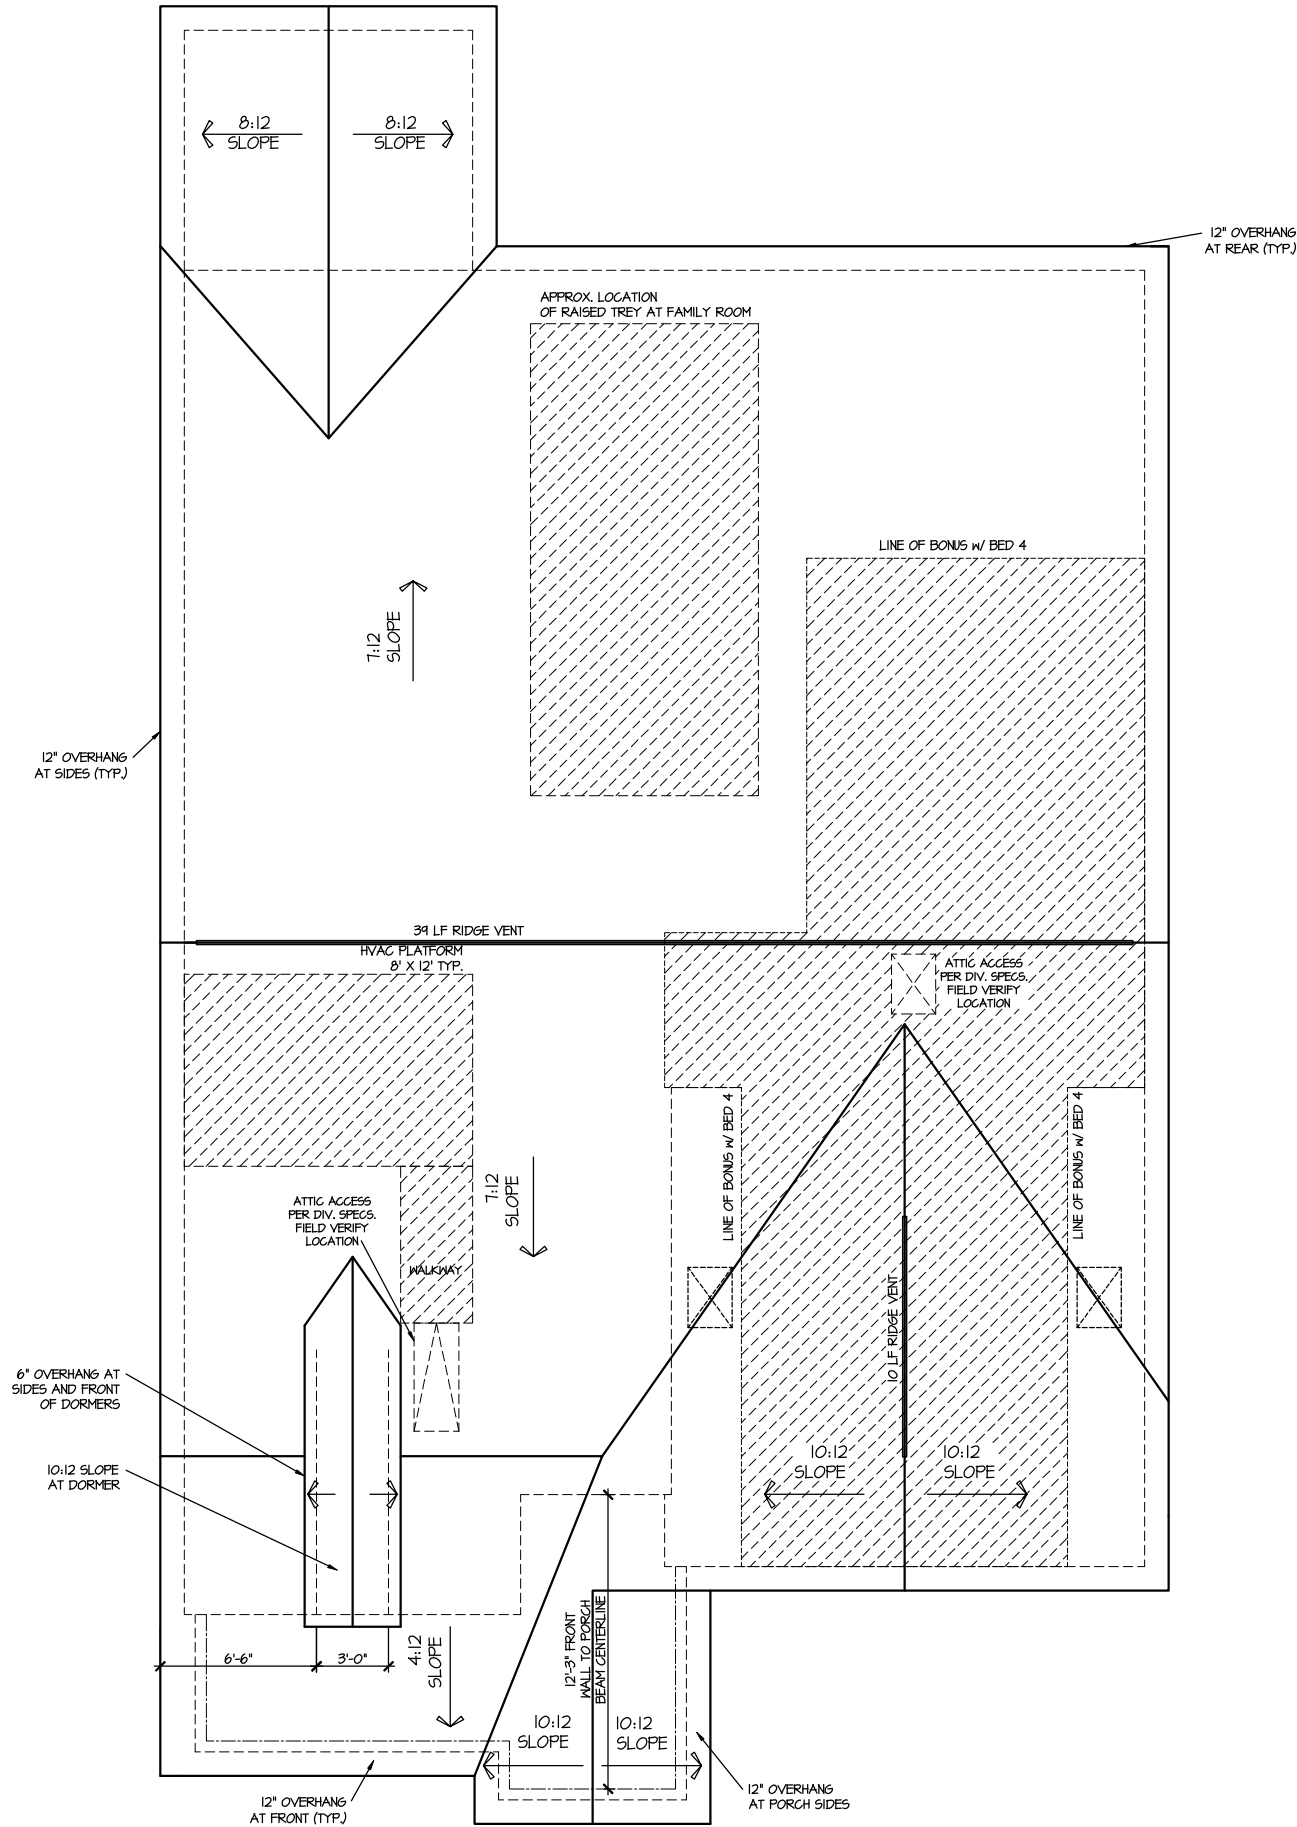 8:12
SLOPE
8:12
SLOPE
12" OVERHANG
AT REAR (TYP.)
APPROX. LOCATION
OF RAISED TREY AT FAMILY ROOM
LINE OF BONUS W/ BED 4
7:12
SLOPE
12" OVERHANG
AT SIDES (TYP.)
39 LF RIDGE VENT
HVAC PLATFORM
8' X 12' TYP.
ATTIC ACCESS
PER DIV. SPECS.
FIELD VERIFY
LOCATION
LINE OF BONUS W/ BED 4
LINE OF BONUS W/ BED 4
7:12
SLOPE
ATTIC ACCESS
PER DIV. SPECS.
FIELD VERIFY
LOCATION
WALKWAY
10 LF RIDGE VENT
6" OVERHANG AT
SIDES AND FRONT
OF DORMERS
10:12 SLOPE
AT DORMER
10:12
SLOPE
10:12
SLOPE
12'-3" FRONT
WALL TO PORCH
BEAM CENTERLINE
6'-6"
3'-0"
4:12
SLOPE
10:12
SLOPE
10:12
SLOPE
12" OVERHANG
AT FRONT (TYP.)
12" OVERHANG
AT PORCH SIDES